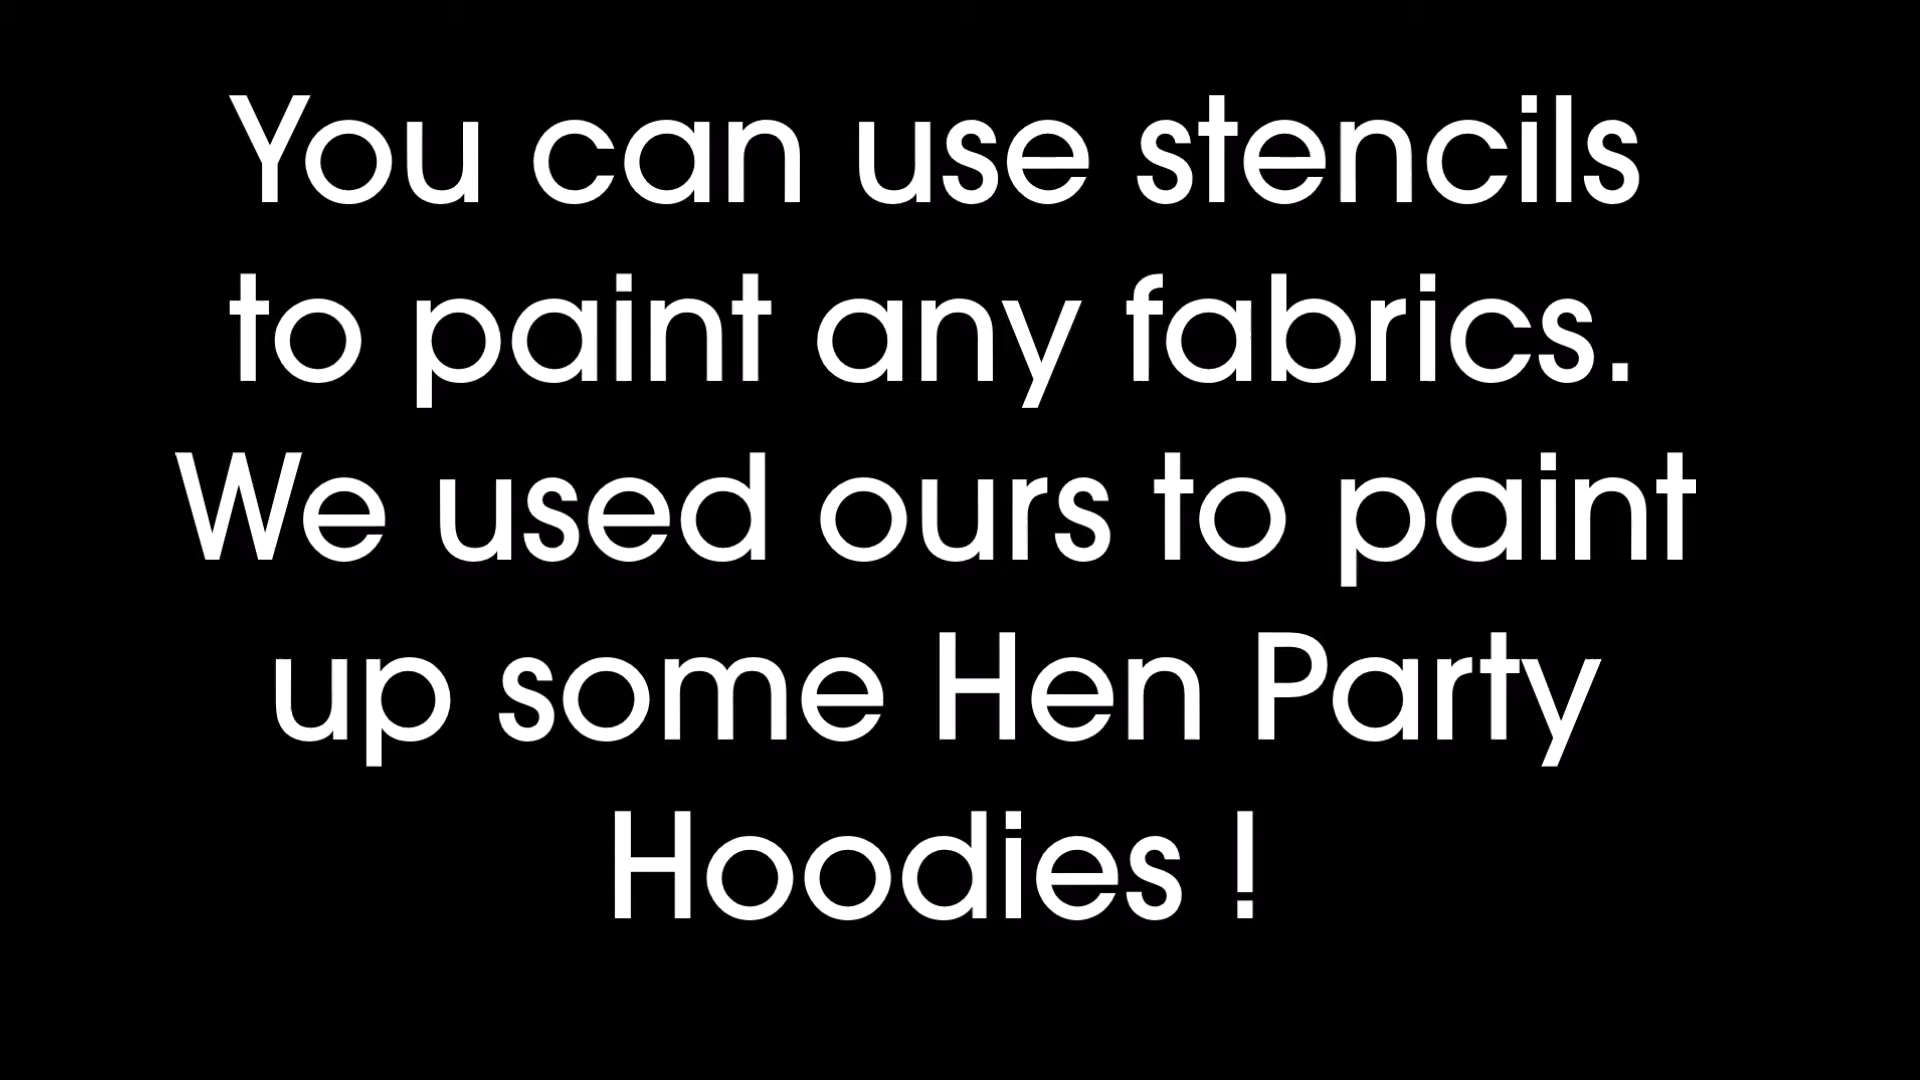 You can use stencils
to paint any fabrics.
We used ours to paint
up some Hen Party
Hoodies !